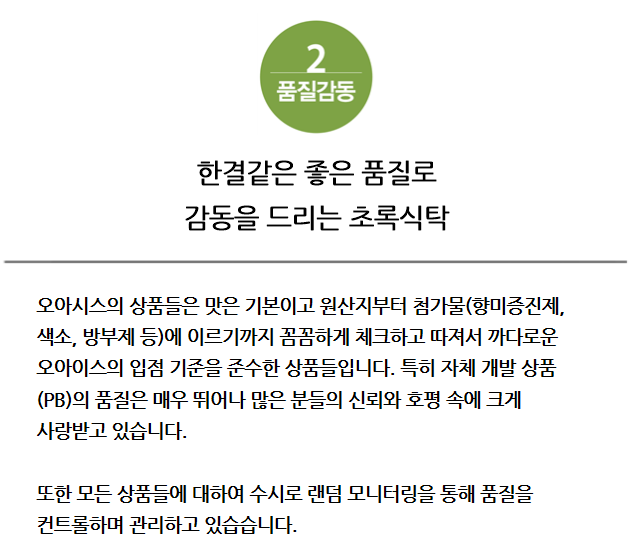 2
품질감동
한결같은 좋은 품질로
감동을 드리는 초록식탁
오아시스의 상품들은 맛은 기본이고 원산지부터 첨가물(향미증진제,
색소, 방부제 등)에 이르기까지 꼼꼼하게 체크하고 따져서 까다로운
오아이스의 입점 기준을 준수한 상품들입니다. 특히 자체 개발 상품
(PB)의 품질은 매우 뛰어나 많은 분들의 신뢰와 호평 속에 크게
사랑받고 있습니다.
또한 모든 상품들에 대하여 수시로 랜덤 모니터링을 통해 품질을
컨트롤하며 관리하고 있습습니다.